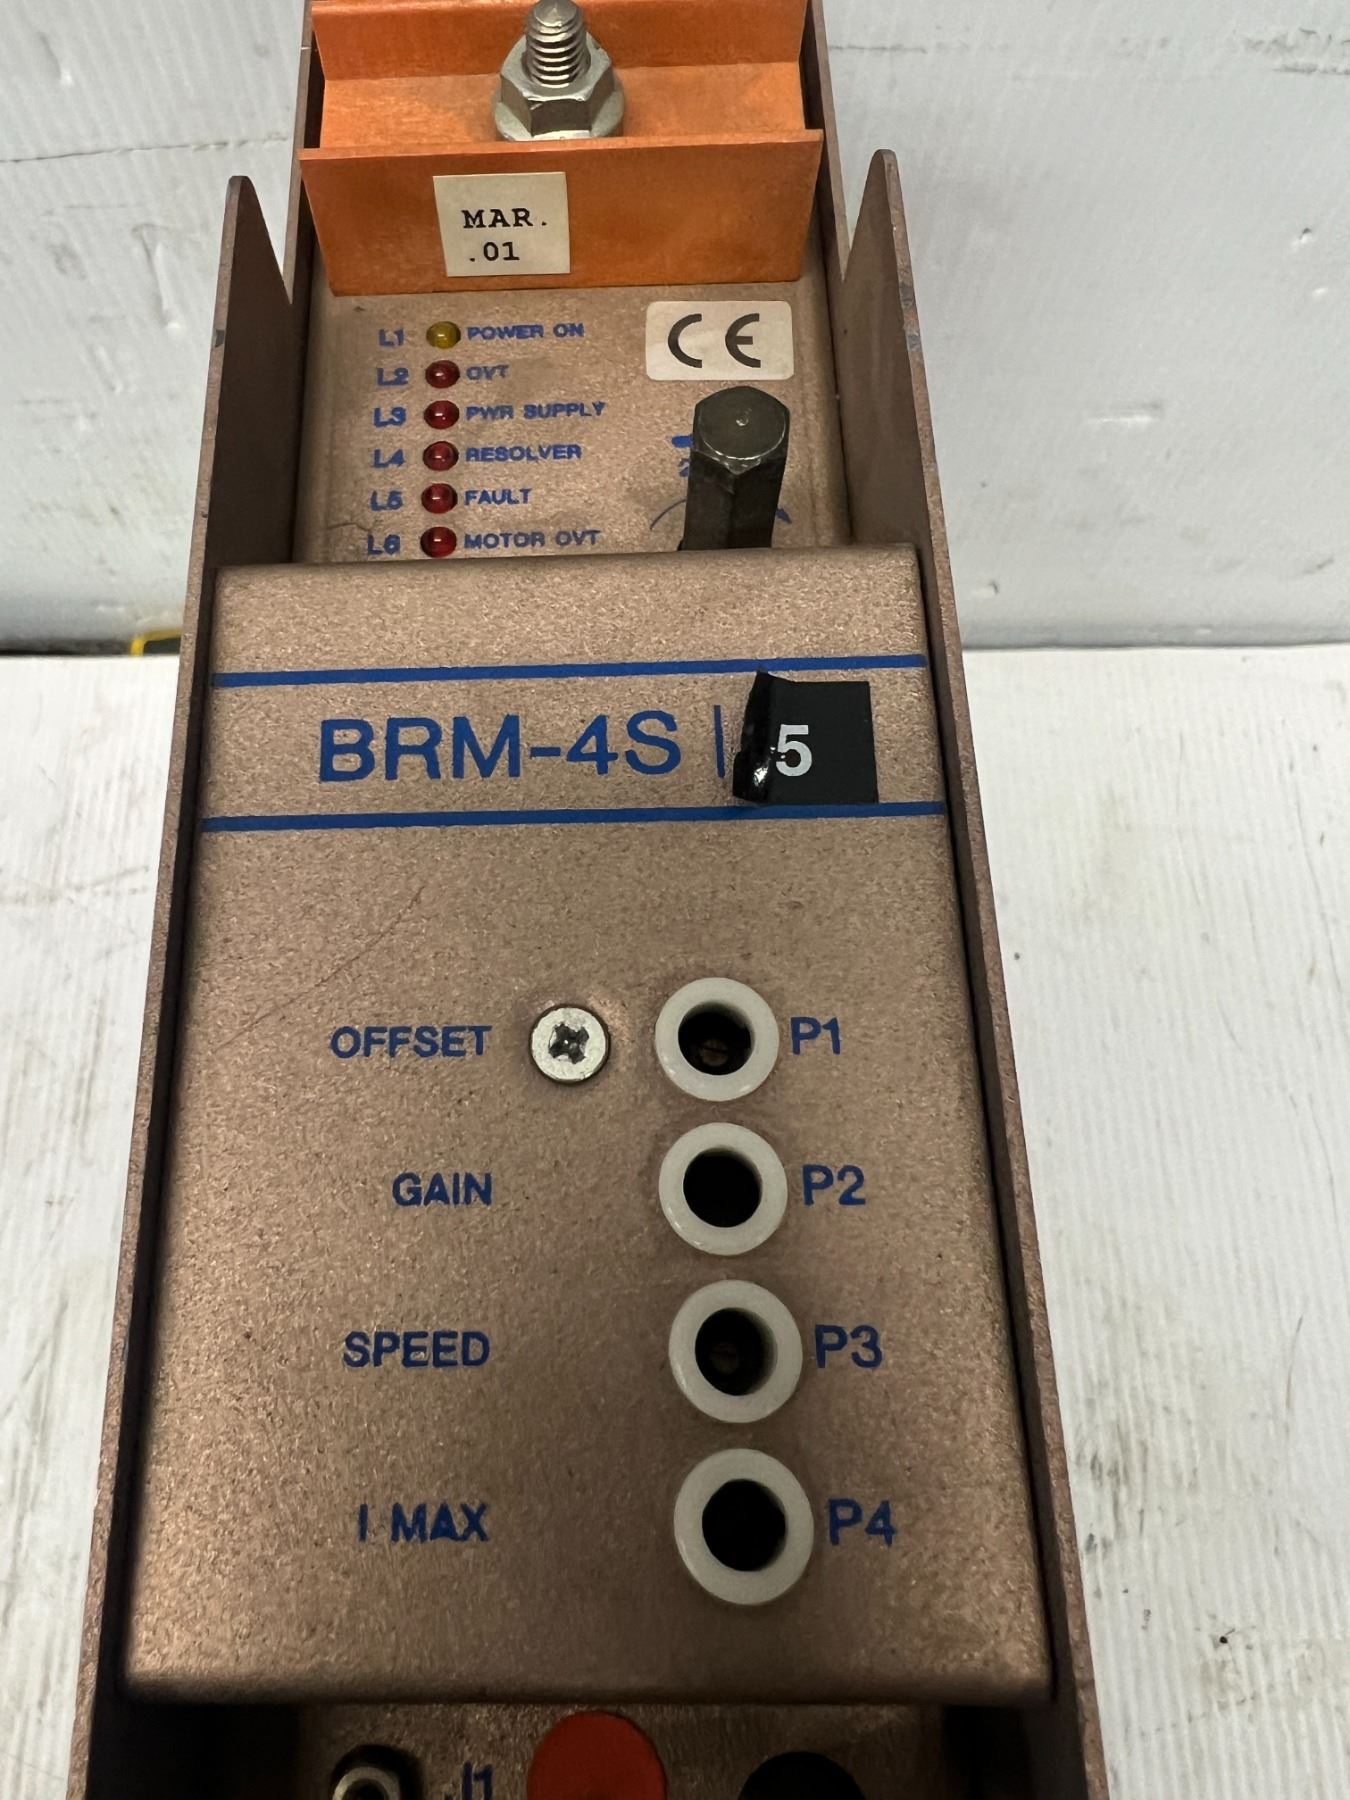 MAR.
.01
L1 POWER ON
CE
L2 OVT
L3 PWR SUPPLY
L4 RESOLVER
L5 FAULT
L6 MOTOR OVT
BRM-4S | 5
OFFSET P1
GAIN P2
SPEED P3
I MAX P4
J1